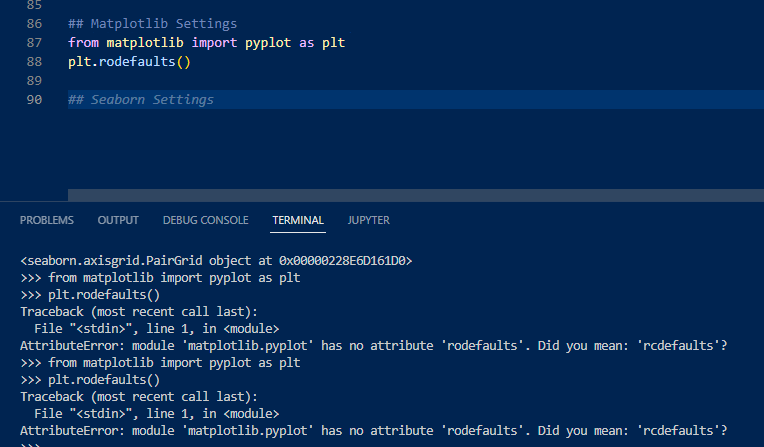 85
86 ## Matplotlib Settings
87 from matplotlib import pyplot as plt
88 plt.rodefaults()
89
90 ## Seaborn Settings
PROBLEMS OUTPUT DEBUG CONSOLE TERMINAL JUPYTER
<seaborn.axisgrid.PairGrid object at 0x00000228E6D161D0>
>>> from matplotlib import pyplot as plt
>>> plt.rodefaults()
Traceback (most recent call last):
  File "<stdin>", line 1, in <module>
AttributeError: module 'matplotlib.pyplot' has no attribute 'rodefaults'. Did you mean: 'rcdefaults'?
>>> from matplotlib import pyplot as plt
>>> plt.rodefaults()
Traceback (most recent call last):
  File "<stdin>", line 1, in <module>
AttributeError: module 'matplotlib.pyplot' has no attribute 'rodefaults'. Did you mean: 'rcdefaults'?
>>>